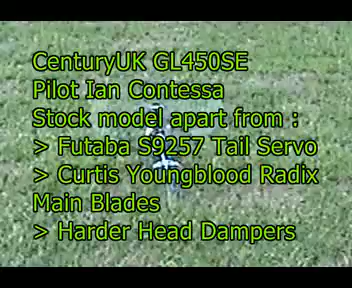 CenturyUK GL450SE
Pilot Ian Contessa
Stock model apart from :
> Futaba S9257 Tail Servo
> Curtis Youngblood Radix
Main Blades
> Harder Head Dampers